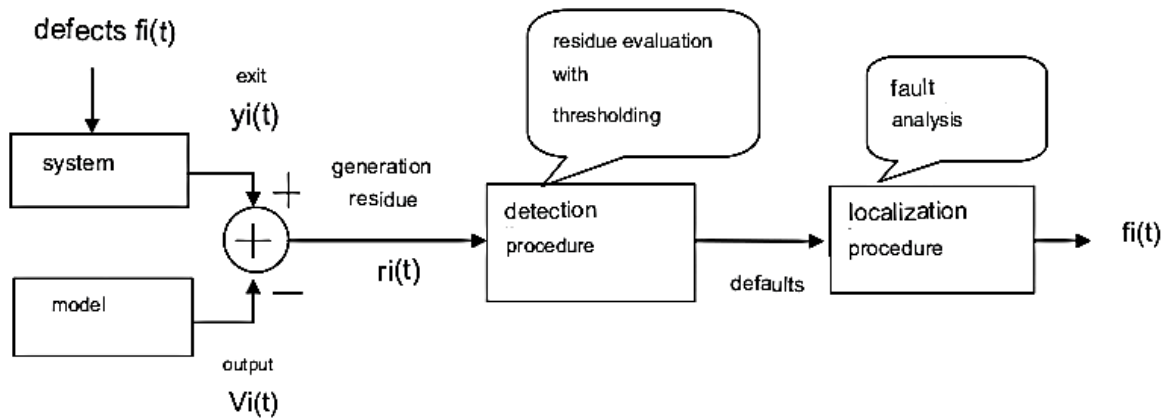 defects fi(t)
exit
yi(t)
system
+
+
−
model
output
Vi(t)
generation
residue
ri(t)
residue evaluation
with
thresholding
detection
procedure
defaults
fault
analysis
localization
procedure
fi(t)